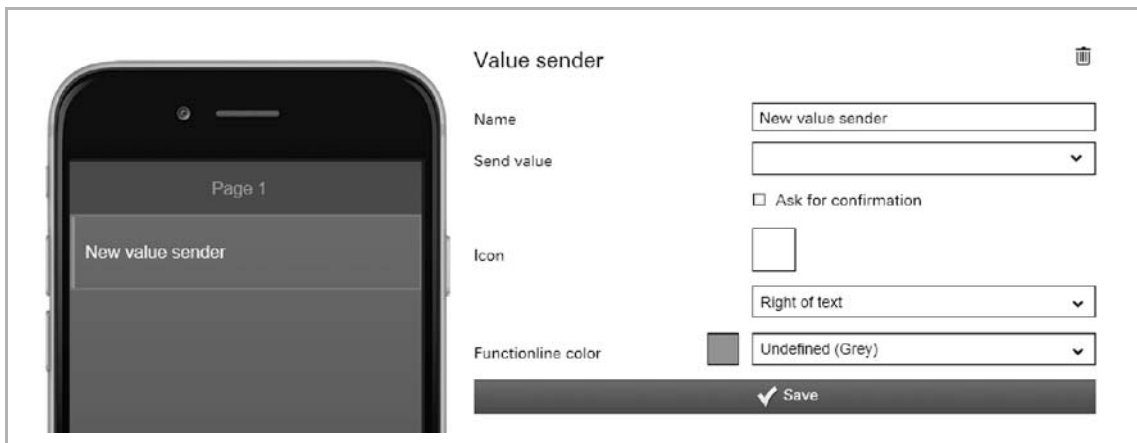 Page 1
New value sender
Value sender
Name
New value sender
Send value
Ask for confirmation
Icon
Right of text
Functionline color
Undefined (Grey)
Save